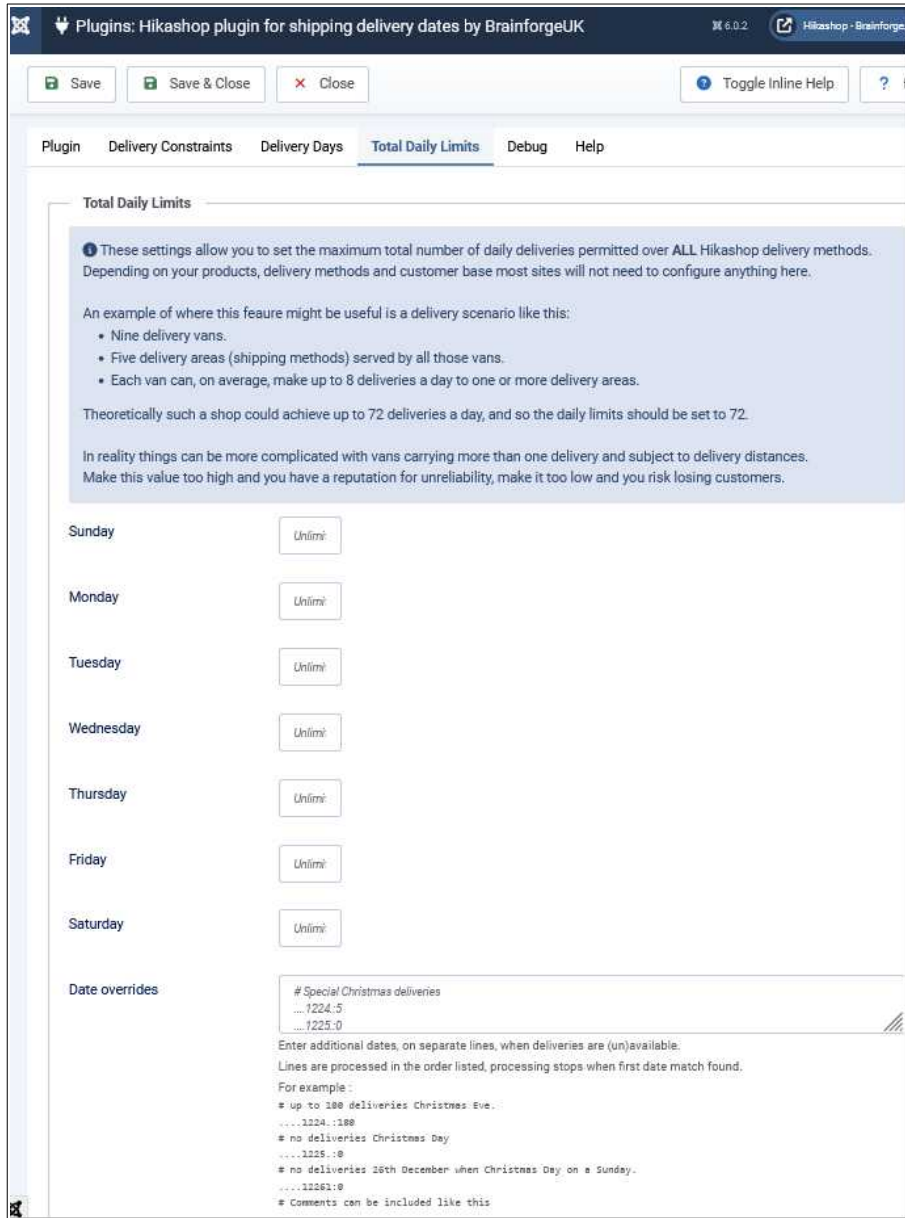 Plugins: Hikashop plugin for shipping delivery dates by BrainforgeUK
6.0.2
Hikashop - Brainforge
Save
Save & Close
Close
Toggle Inline Help
?
Plugin
Delivery Constraints
Delivery Days
Total Daily Limits
Debug
Help
Total Daily Limits
These settings allow you to set the maximum total number of daily deliveries permitted over ALL Hikashop delivery methods.
Depending on your products, delivery methods and customer base most sites will not need to configure anything here.
An example of where this feaure might be useful is a delivery scenario like this:
• Nine delivery vans.
• Five delivery areas (shipping methods) served by all those vans.
• Each van can, on average, make up to 8 deliveries a day to one or more delivery areas.
Theoretically such a shop could achieve up to 72 deliveries a day, and so the daily limits should be set to 72.
In reality things can be more complicated with vans carrying more than one delivery and subject to delivery distances.
Make this value too high and you have a reputation for unreliability, make it too low and you risk losing customers.
Sunday
Unlimi
Monday
Unlimi
Tuesday
Unlimi
Wednesday
Unlimi
Thursday
Unlimi
Friday
Unlimi
Saturday
Unlimi
Date overrides
# Special Christmas deliveries
....1224.:5
....1225.:0
Enter additional dates, on separate lines, when deliveries are (un)available.
Lines are processed in the order listed, processing stops when first date match found.
For example :
# up to 100 deliveries Christmas Eve.
....1224.:100
# no deliveries Christmas Day
....1225.:0
# no deliveries 26th December when Christmas Day on a Sunday.
....12261:0
# Comments can be included like this